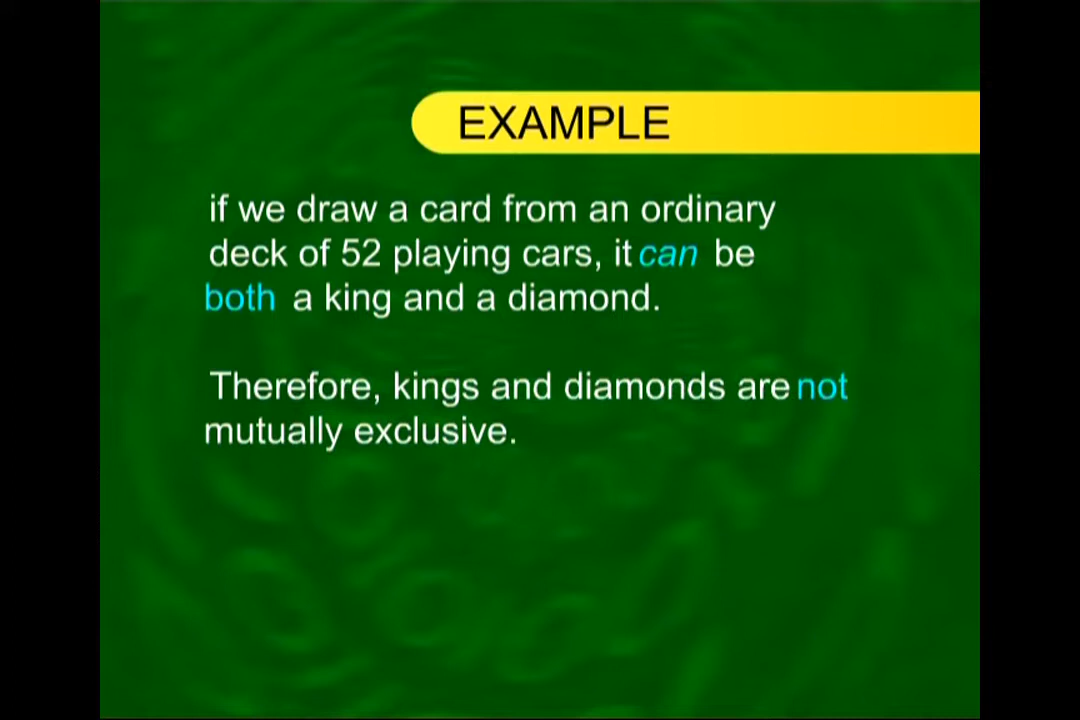 EXAMPLE
if we draw a card from an ordinary
deck of 52 playing cars, it can be
both a king and a diamond.
Therefore, kings and diamonds are not
mutually exclusive.